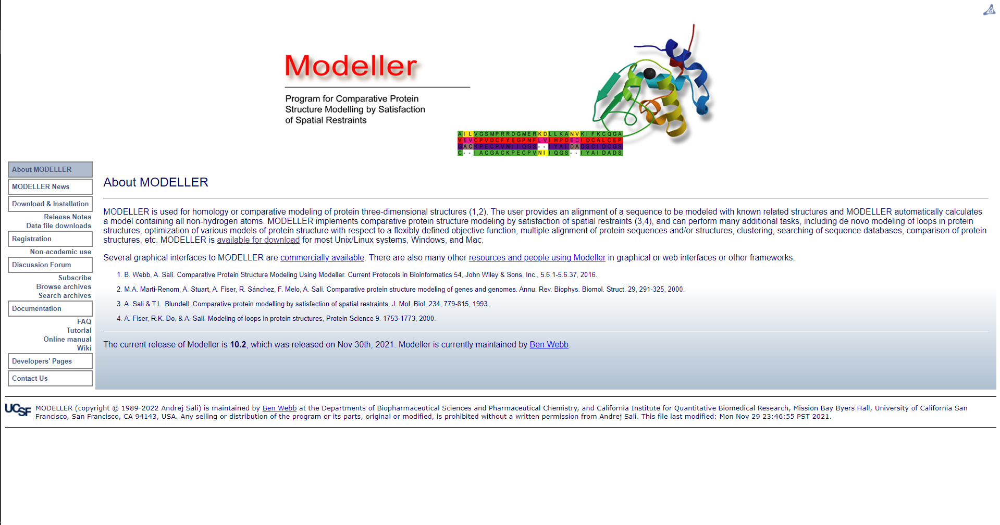 Modeller
Program for Comparative Protein
Structure Modelling by Satisfaction
of Spatial Restraints
AILVGSMPRRDGMERKDLLKANVKIFKCQGA
VEVCPVDCFYEGPNFLVIHPDECIDCALCEP
GACKPECPVNIIQGS--IYAIDADSCIDCGS
C--IACGACKPECPVNIIQGS--IYAIDADS
About MODELLER
MODELLER News
Download & Installation
Release Notes
Data file downloads
Registration
Non-academic use
Discussion Forum
Subscribe
Browse archives
Search archives
Documentation
FAQ
Tutorial
Online manual
Wiki
Developers' Pages
Contact Us
About MODELLER
MODELLER is used for homology or comparative modeling of protein three-dimensional structures (1,2). The user provides an alignment of a sequence to be modeled with known related structures and MODELLER automatically calculates
a model containing all non-hydrogen atoms. MODELLER implements comparative protein structure modeling by satisfaction of spatial restraints (3,4), and can perform many additional tasks, including de novo modeling of loops in protein
structures, optimization of various models of protein structure with respect to a flexibly defined objective function, multiple alignment of protein sequences and/or structures, clustering, searching of sequence databases, comparison of protein
structures, etc. MODELLER is available for download for most Unix/Linux systems, Windows, and Mac.
Several graphical interfaces to MODELLER are commercially available. There are also many other resources and people using Modeller in graphical or web interfaces or other frameworks.
1. B. Webb, A. Sali. Comparative Protein Structure Modeling Using Modeller. Current Protocols in Bioinformatics 54, John Wiley & Sons, Inc., 5.6.1-5.6.37, 2016.
2. M.A. Marti-Renom, A. Stuart, A. Fiser, R. Sánchez, F. Melo, A. Sali. Comparative protein structure modeling of genes and genomes. Annu. Rev. Biophys. Biomol. Struct. 29, 291-325, 2000.
3. A. Sali & T.L. Blundell. Comparative protein modelling by satisfaction of spatial restraints. J. Mol. Biol. 234, 779-815, 1993.
4. A. Fiser, R.K. Do, & A. Sali. Modeling of loops in protein structures, Protein Science 9. 1753-1773, 2000.
The current release of Modeller is 10.2, which was released on Nov 30th, 2021. Modeller is currently maintained by Ben Webb.
UCSF
MODELLER (copyright © 1989-2022 Andrej Sali) is maintained by Ben Webb at the Departments of Biopharmaceutical Sciences and Pharmaceutical Chemistry, and California Institute for Quantitative Biomedical Research, Mission Bay Byers Hall, University of California San
Francisco, San Francisco, CA 94143, USA. Any selling or distribution of the program or its parts, original or modified, is prohibited without a written permission from Andrej Sali. This file last modified: Mon Nov 29 23:46:55 PST 2021.